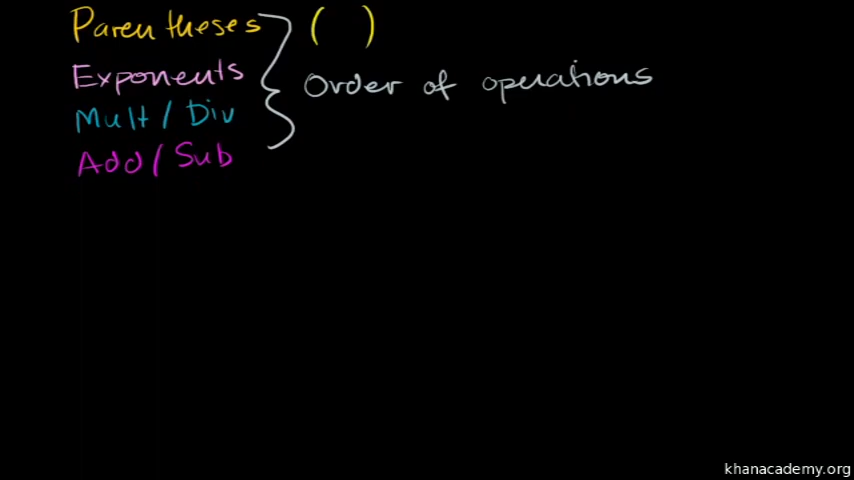 Parentheses ( )
Exponents
Order of operations
Mult / Div
Add / Sub
khanacademy.org